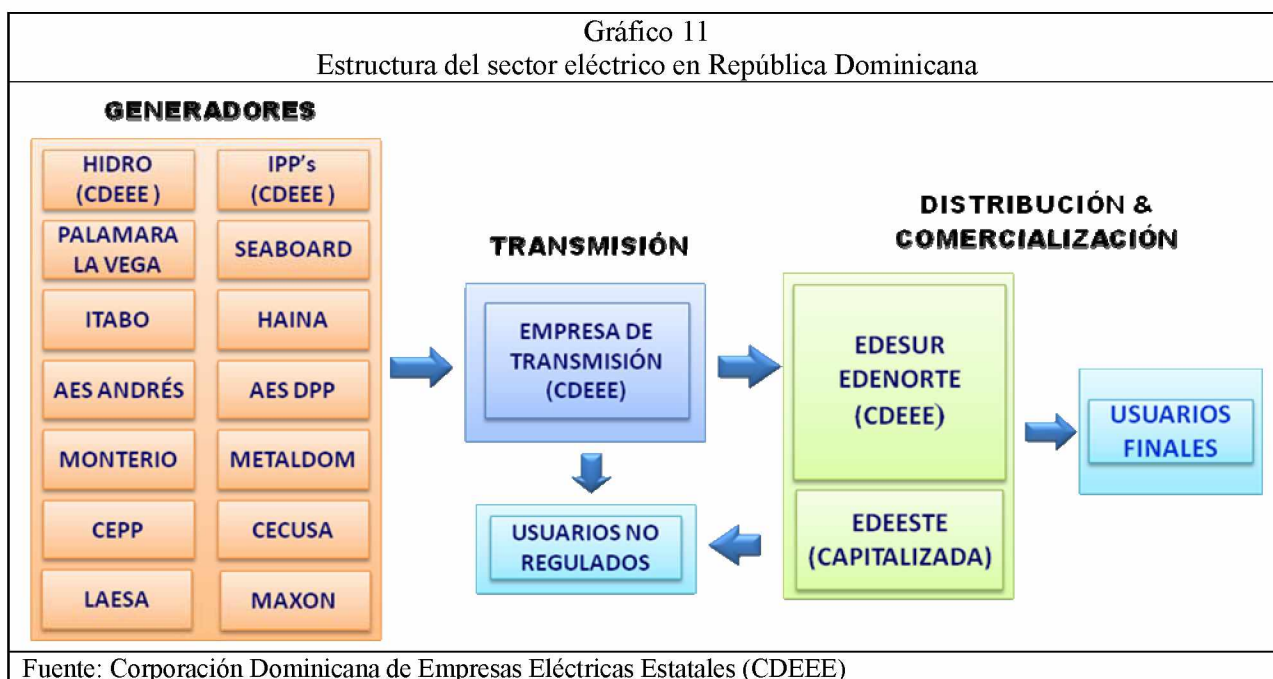 Gráfico 11
Estructura del sector eléctrico en República Dominicana
GENERADORES
HIDRO
(CDEEE )
IPP's
(CDEEE )
PALAMARA
LA VEGA
SEABOARD
ITABO
HAINA
AES ANDRÉS
AES DPP
MONTERIO
METALDOM
CEPP
CECUSA
LAESA
MAXON
TRANSMISIÓN
EMPRESA DE
TRANSMISIÓN
(CDEEE)
USUARIOS NO
REGULADOS
DISTRIBUCIÓN &
COMERCIALIZACIÓN
EDESUR
EDENORTE
(CDEEE)
EDEESTE
(CAPITALIZADA)
USUARIOS
FINALES
Fuente: Corporación Dominicana de Empresas Eléctricas Estatales (CDEEE)